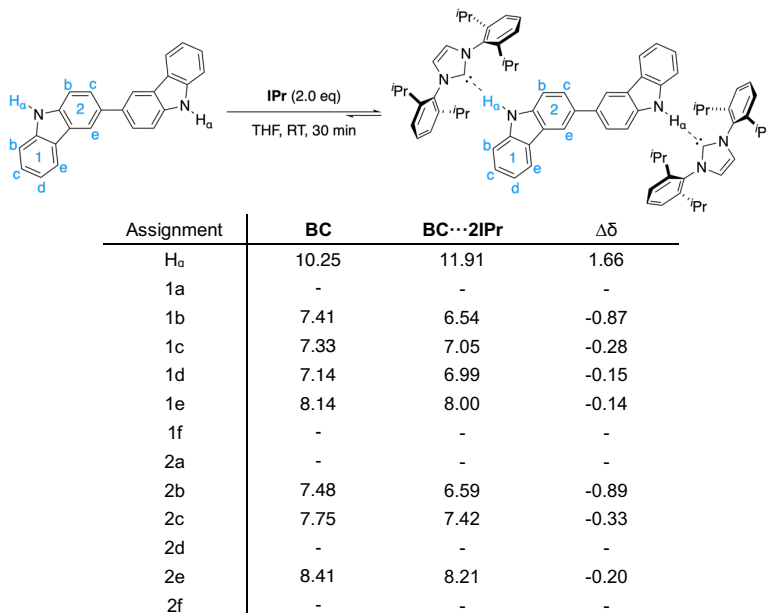 iPr
iPr
N
N
iPr
iPr
b
c
Hα
N
2
e
b
1
e
c
d
N
Hα
IPr (2.0 eq)
THF, RT, 30 min
b
c
Hα
N
2
e
b
1
e
c
d
N
Hα
iPr
i
N
N
iPr
iPr
Assignment BC BC···2IPr Δδ
Hα 10.25 11.91 1.66
1a - - -
1b 7.41 6.54 -0.87
1c 7.33 7.05 -0.28
1d 7.14 6.99 -0.15
1e 8.14 8.00 -0.14
1f - - -
2a - - -
2b 7.48 6.59 -0.89
2c 7.75 7.42 -0.33
2d - - -
2e 8.41 8.21 -0.20
2f - - -